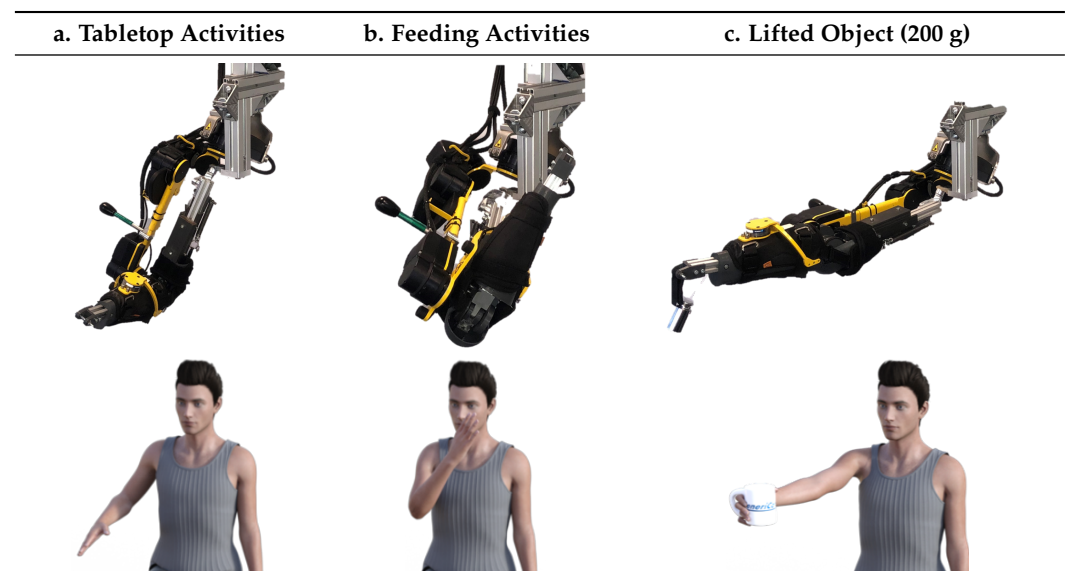 a. Tabletop Activities
b. Feeding Activities
c. Lifted Object (200 g)